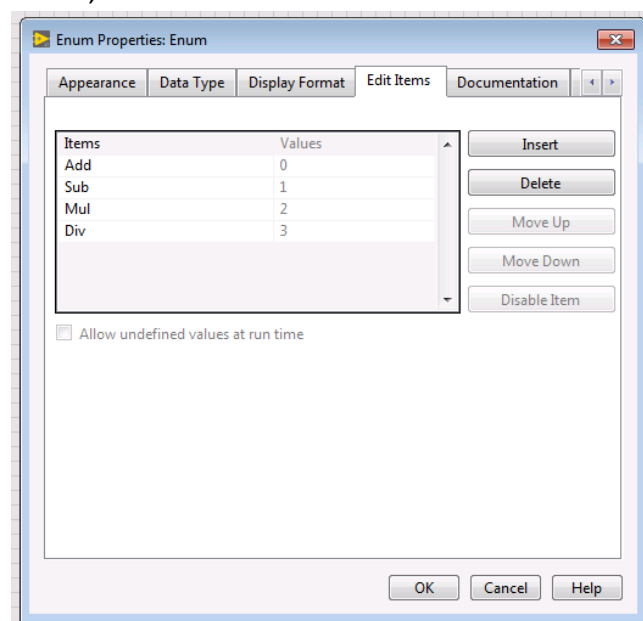 Enum Properties: Enum
Appearance Data Type Display Format Edit Items Documentation
Items Values
Add 0
Sub 1
Mul 2
Div 3
Insert
Delete
Move Up
Move Down
Disable Item
Allow undefined values at run time
OK Cancel Help